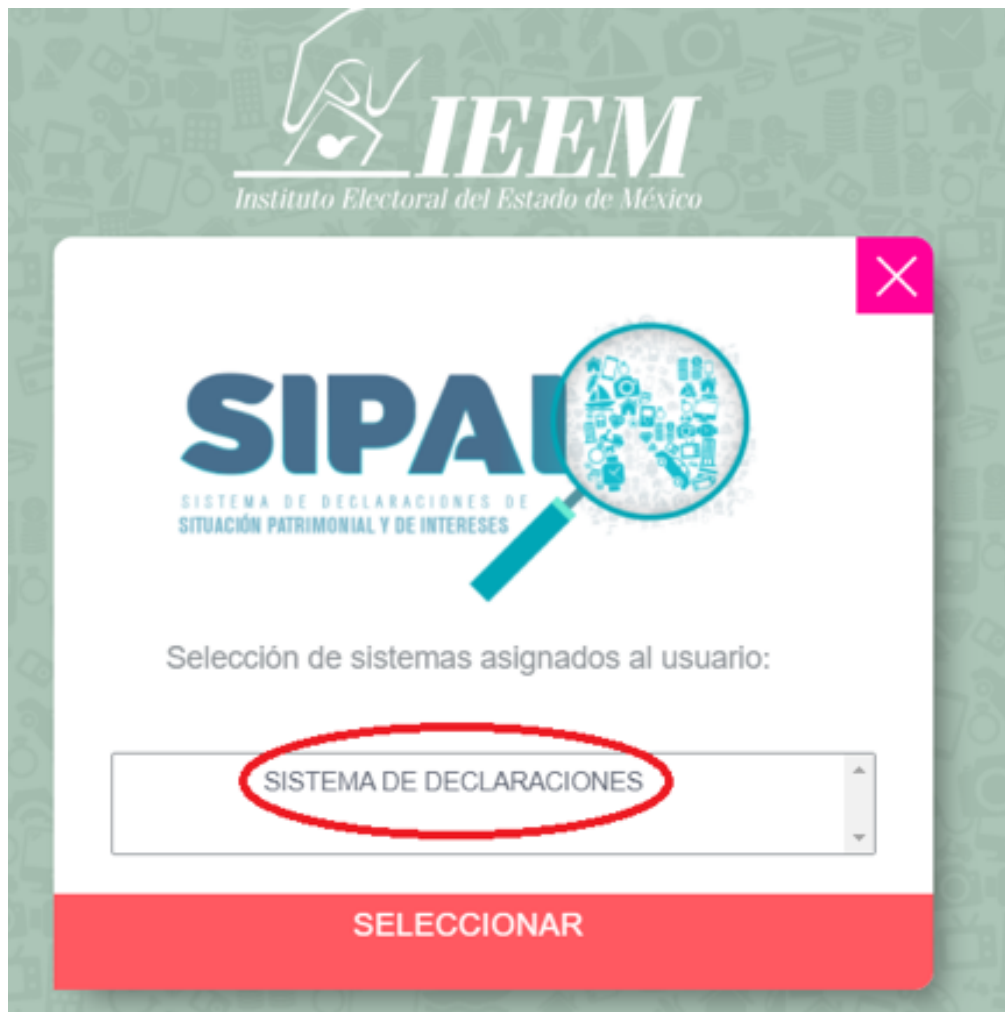 IEEM
Instituto Electoral del Estado de México
SIPAIN
SISTEMA DE DECLARACIONES DE
SITUACIÓN PATRIMONIAL Y DE INTERESES
Selección de sistemas asignados al usuario:
SISTEMA DE DECLARACIONES
SELECCIONAR